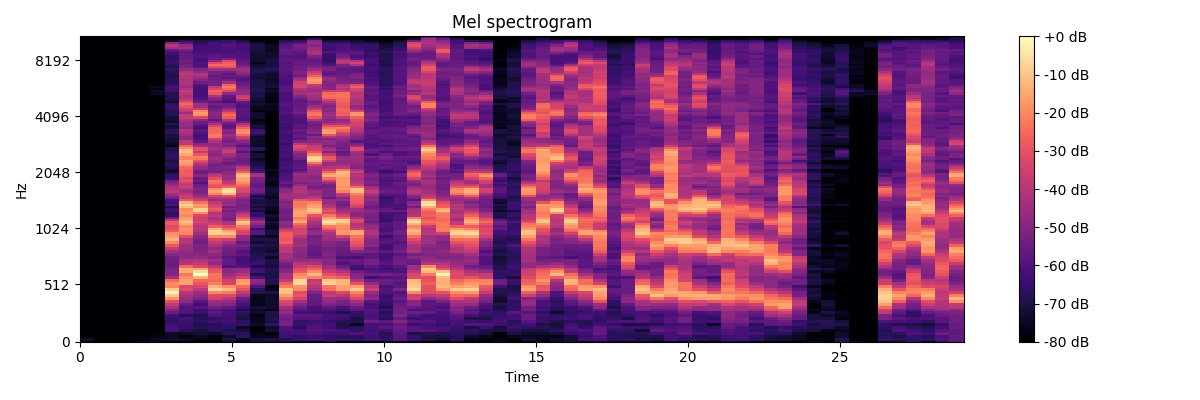 Mel spectrogram
8192
4096
2048
1024
512
0
Hz
0 5 10 15 20 25
Time
+0 dB
-10 dB
-20 dB
-30 dB
-40 dB
-50 dB
-60 dB
-70 dB
-80 dB